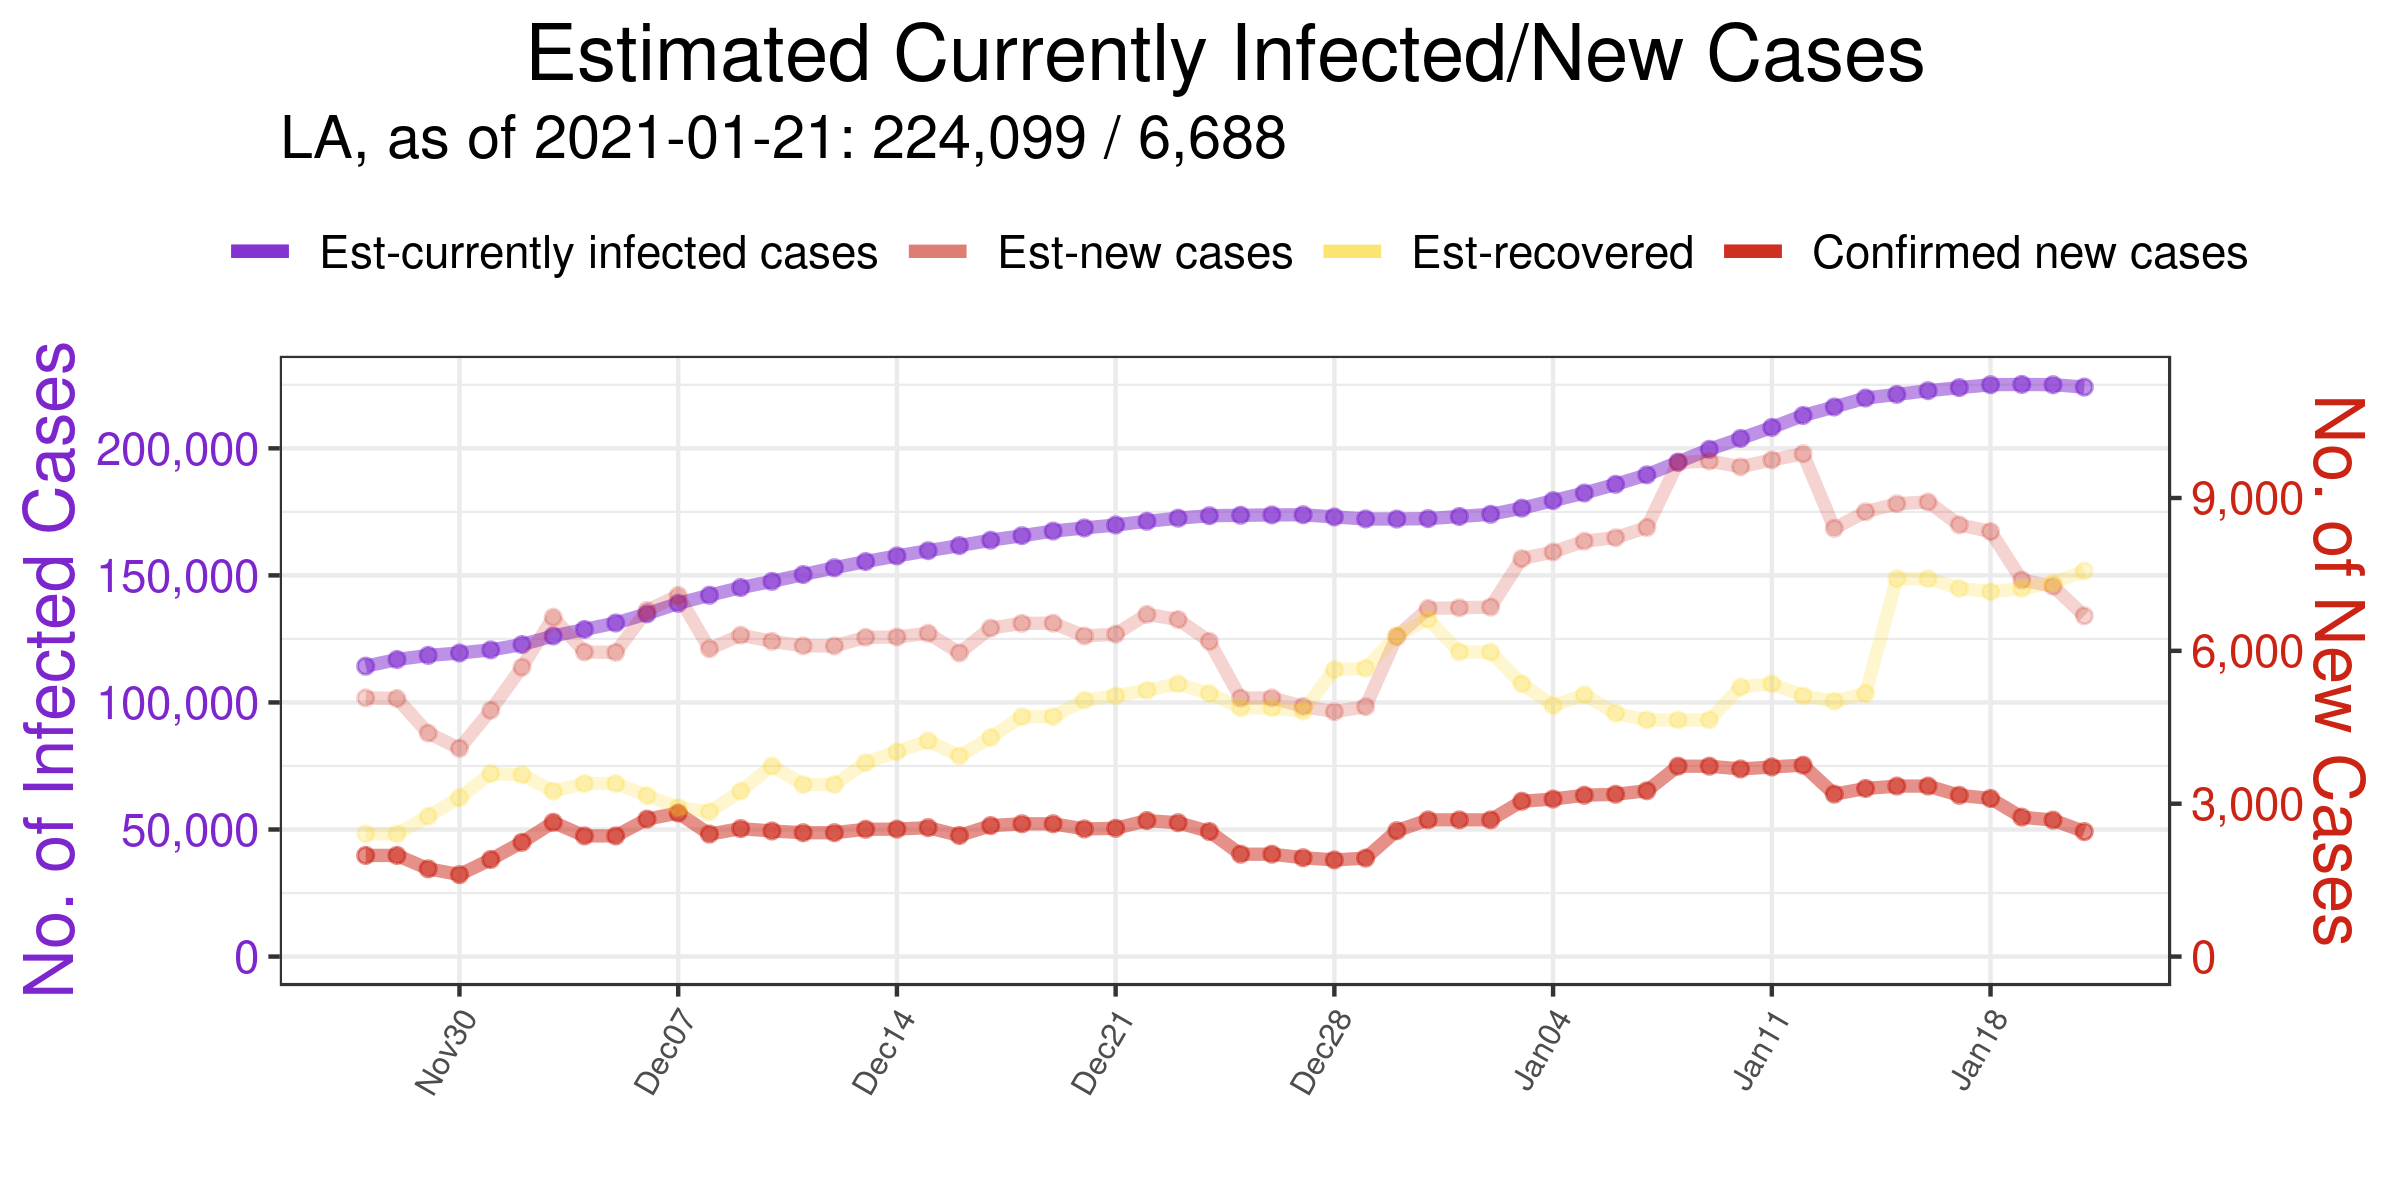 Estimated Currently Infected/New Cases
LA, as of 2021-01-21: 224,099 / 6,688
Est-currently infected cases Est-new cases Est-recovered Confirmed new cases
No. of Infected Cases
200,000
150,000
100,000
50,000
0
9,000
6,000
3,000
0
No. of New Cases
Nov30 Dec07 Dec14 Dec21 Dec28 Jan04 Jan11 Jan18